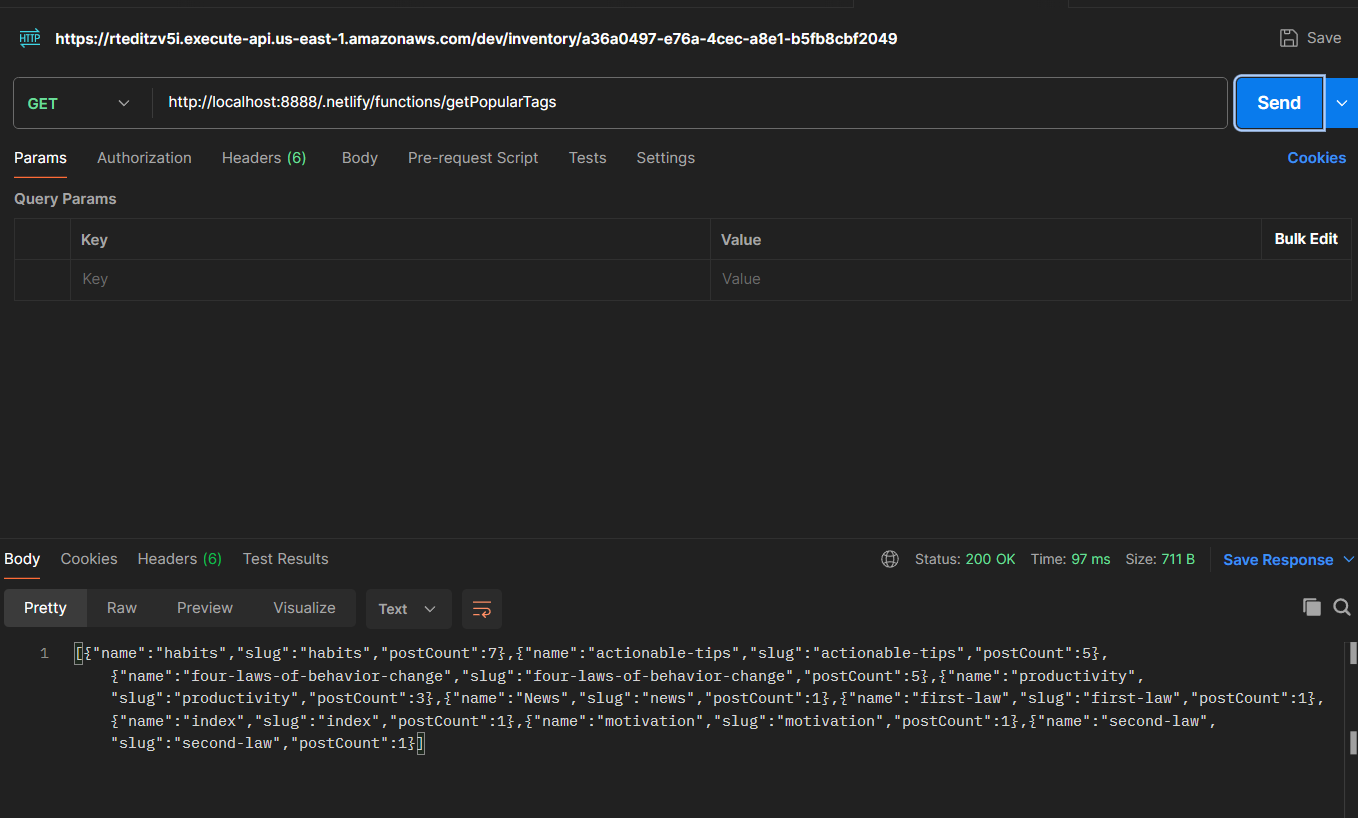 HTTP https://rteditzv5i.execute-api.us-east-1.amazonaws.com/dev/inventory/a36a0497-e76a-4cec-a8e1-b5fb8cbf2049 Save
GET http://localhost:8888/.netlify/functions/getPopularTags Send
Params Authorization Headers (6) Body Pre-request Script Tests Settings Cookies
Query Params
Key Value Bulk Edit
Key Value
Body Cookies Headers (6) Test Results Status: 200 OK Time: 97 ms Size: 711 B Save Response
Pretty Raw Preview Visualize Text
1 [{"name":"habits","slug":"habits","postCount":7},{"name":"actionable-tips","slug":"actionable-tips","postCount":5},
{"name":"four-laws-of-behavior-change","slug":"four-laws-of-behavior-change","postCount":5},{"name":"productivity",
"slug":"productivity","postCount":3},{"name":"News","slug":"news","postCount":1},{"name":"first-law","slug":"first-law","postCount":1},
{"name":"index","slug":"index","postCount":1},{"name":"motivation","slug":"motivation","postCount":1},{"name":"second-law",
"slug":"second-law","postCount":1}]